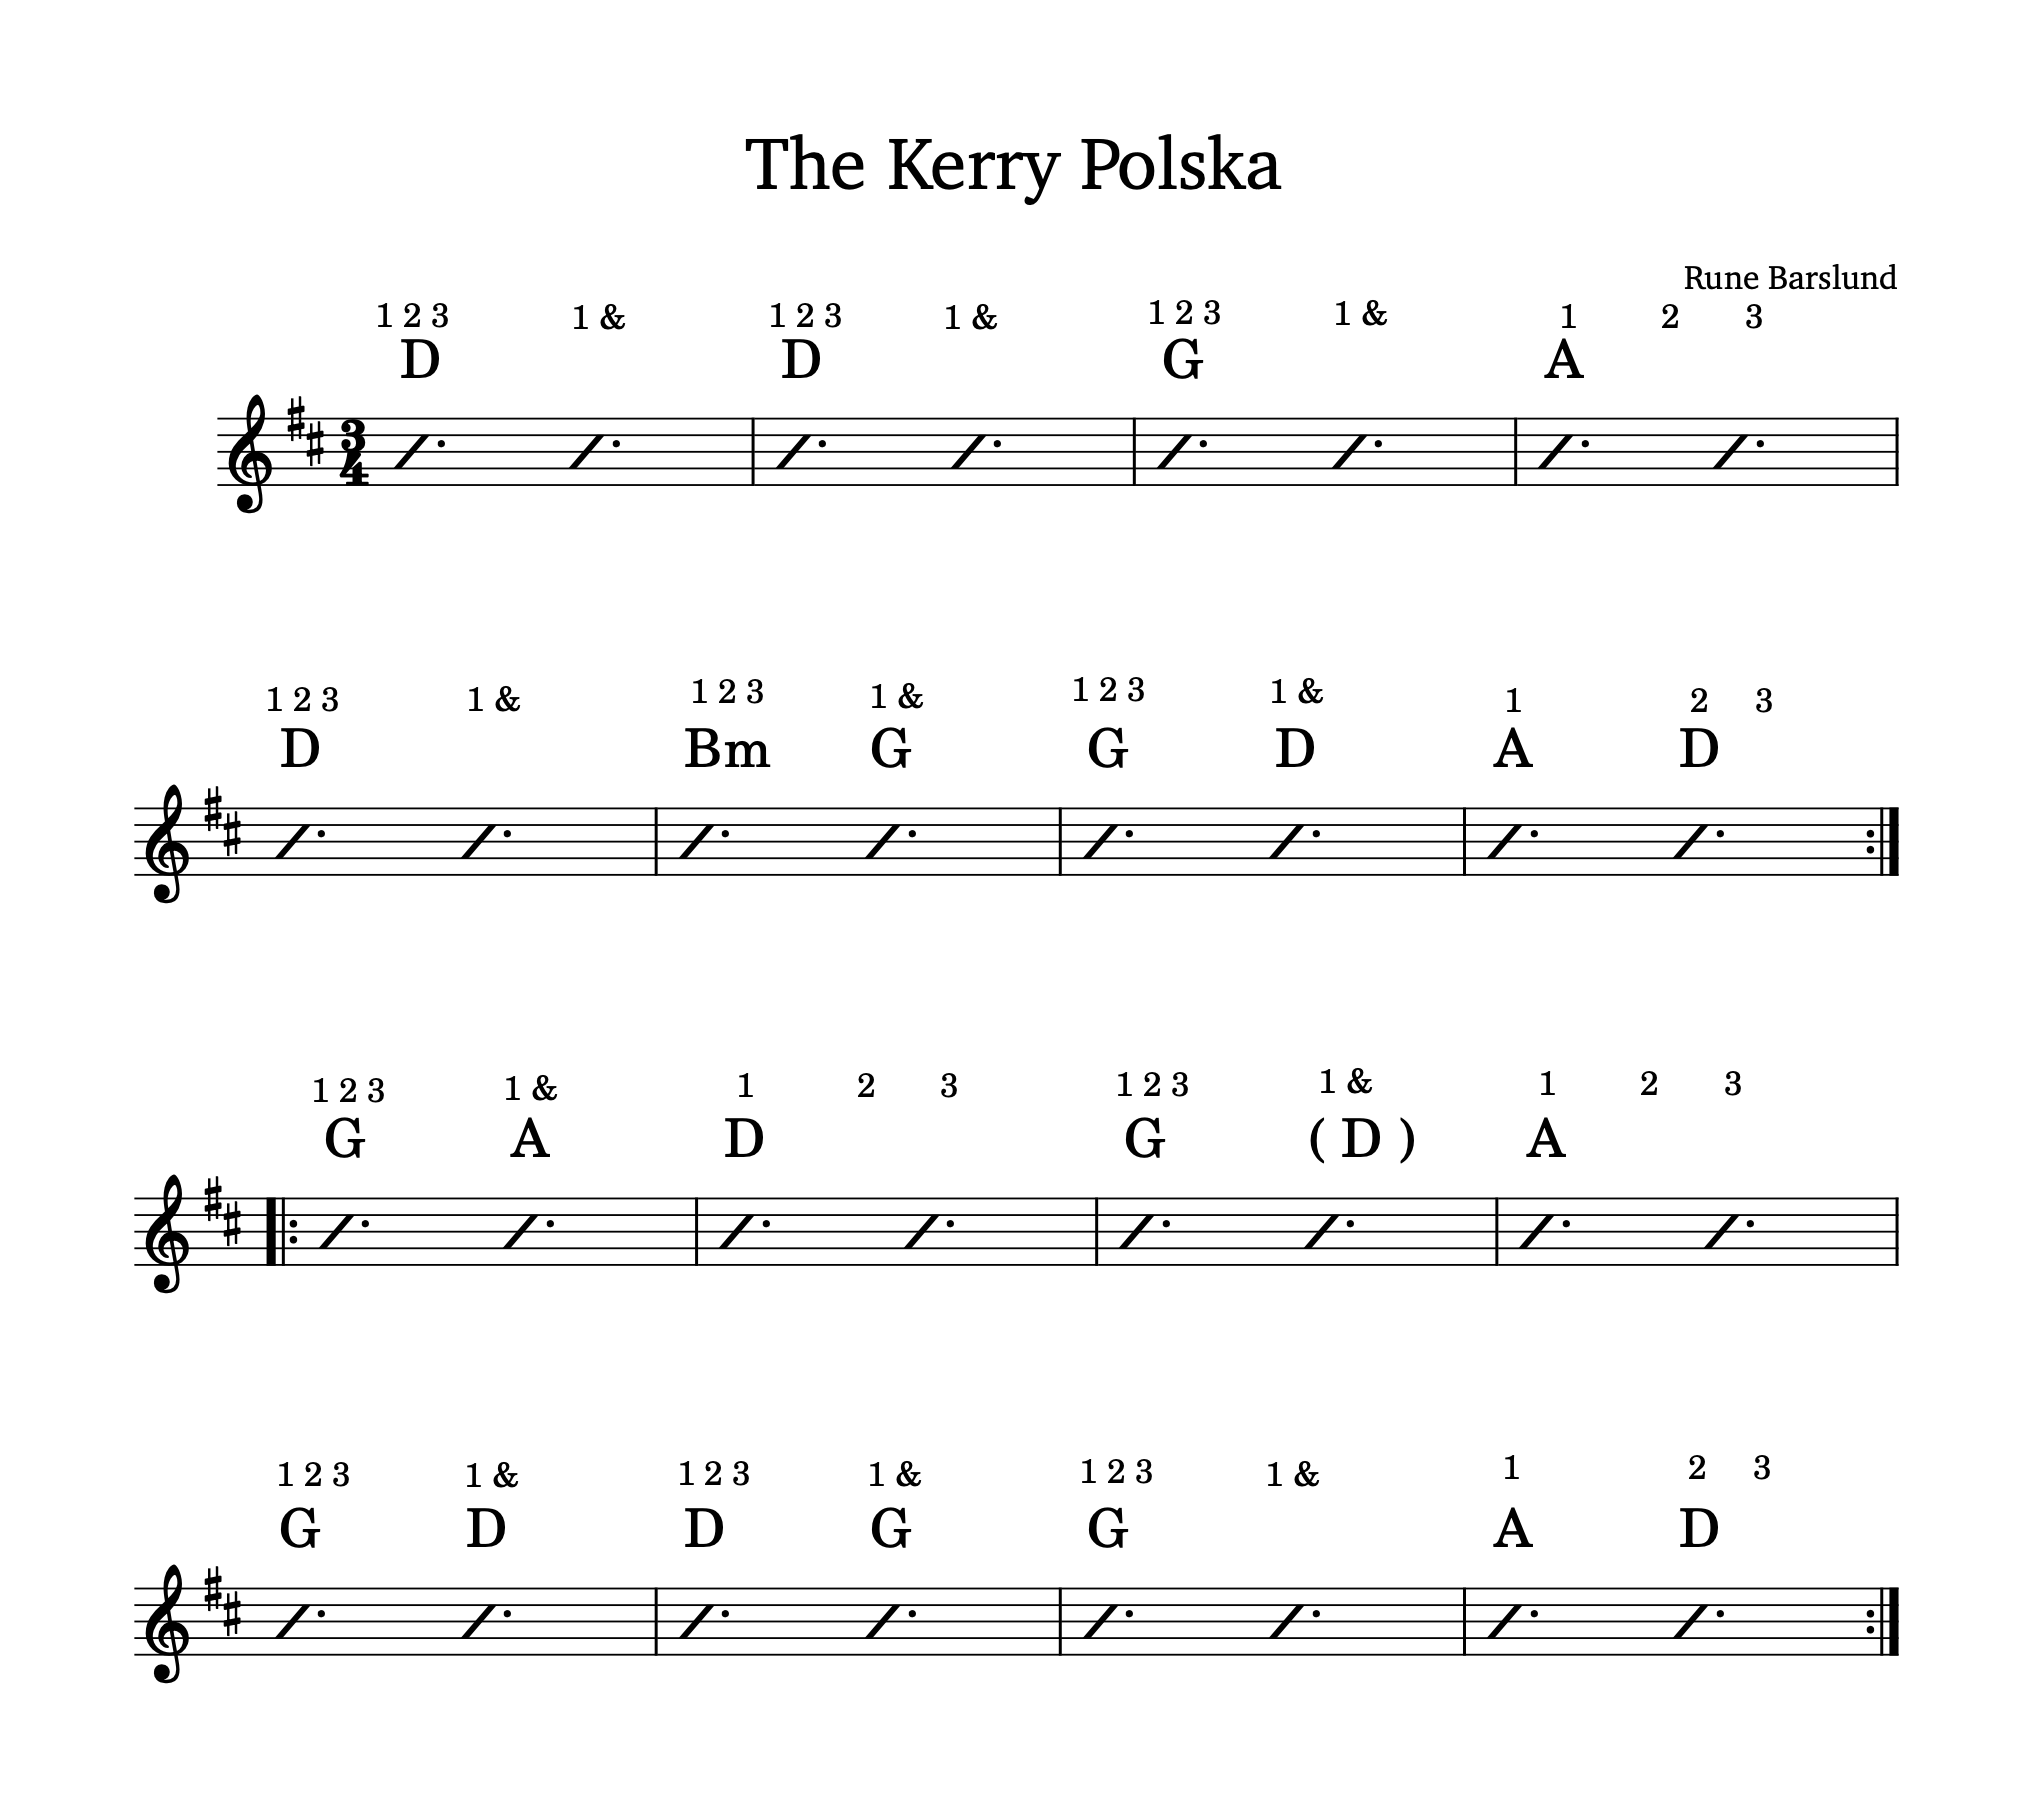 The Kerry Polska
Rune Barslund
1 2 3 1 & 1 2 3 1 & 1 2 3 1 & 1 2 3
D D G A
3
4
1 2 3 1 & 1 2 3 1 & 1 2 3 1 & 1 2 3
D Bm G G D A D
1 2 3 1 & 1 2 3 1 2 3 1 & 1 2 3
G A D G ( D ) A
1 2 3 1 & 1 2 3 1 & 1 2 3 1 & 1 2 3
G D D G G A D